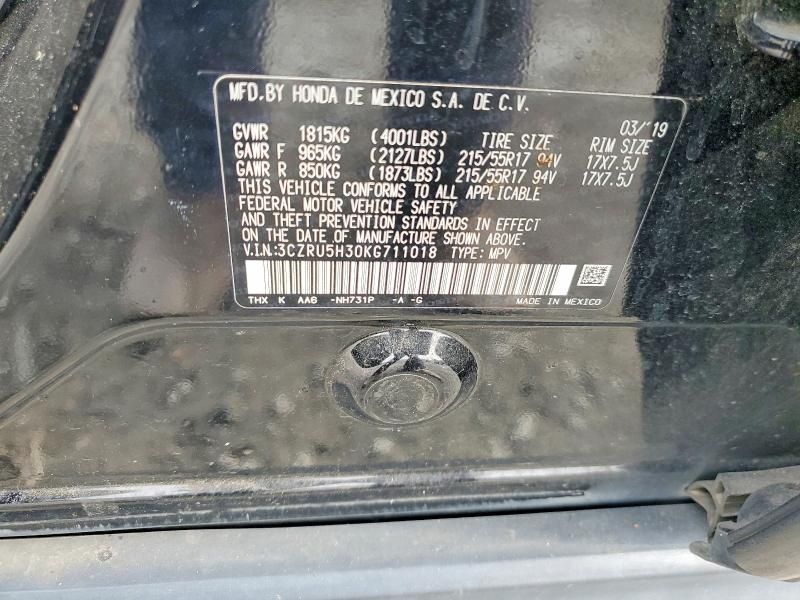 MFD. BY HONDA DE MEXICO S.A. DE C.V.
03/'19
GVWR 1815KG (4001LBS) TIRE SIZE RIM SIZE
GAWR F 965KG (2127LBS) 215/55R17 94V 17X7.5J
GAWR R 850KG (1873LBS) 215/55R17 94V 17X7.5J
THIS VEHICLE CONFORMS TO ALL APPLICABLE
FEDERAL MOTOR VEHICLE SAFETY
AND THEFT PREVENTION STANDARDS IN EFFECT
ON THE DATE OF MANUFACTURE SHOWN ABOVE.
V.I.N.:3CZRU5H30KG711018 TYPE: MPV
THX K AA6 -NH731P -A -G MADE IN MEXICO